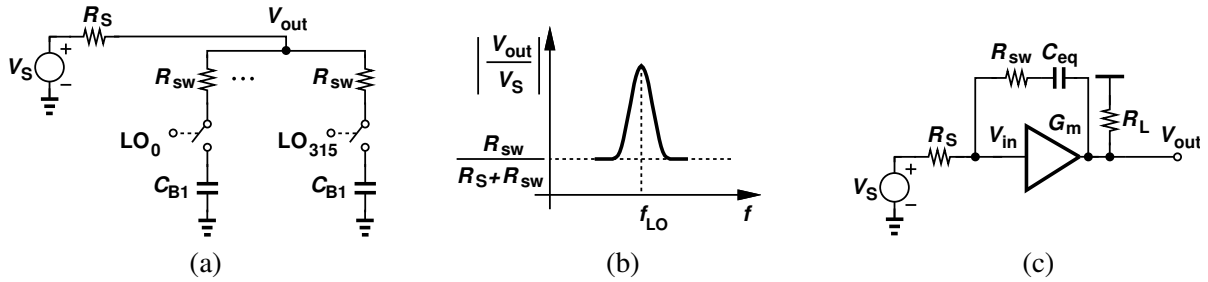 R_S
V_out
V_S
+
−
R_sw
...
R_sw
LO_0
LO_315
C_B1
C_B1
(a)
|V_out / V_S|
R_sw / R_S+R_sw
f_LO
f
(b)
R_sw
C_eq
R_S
V_in
G_m
R_L
V_out
V_S
+
−
(c)